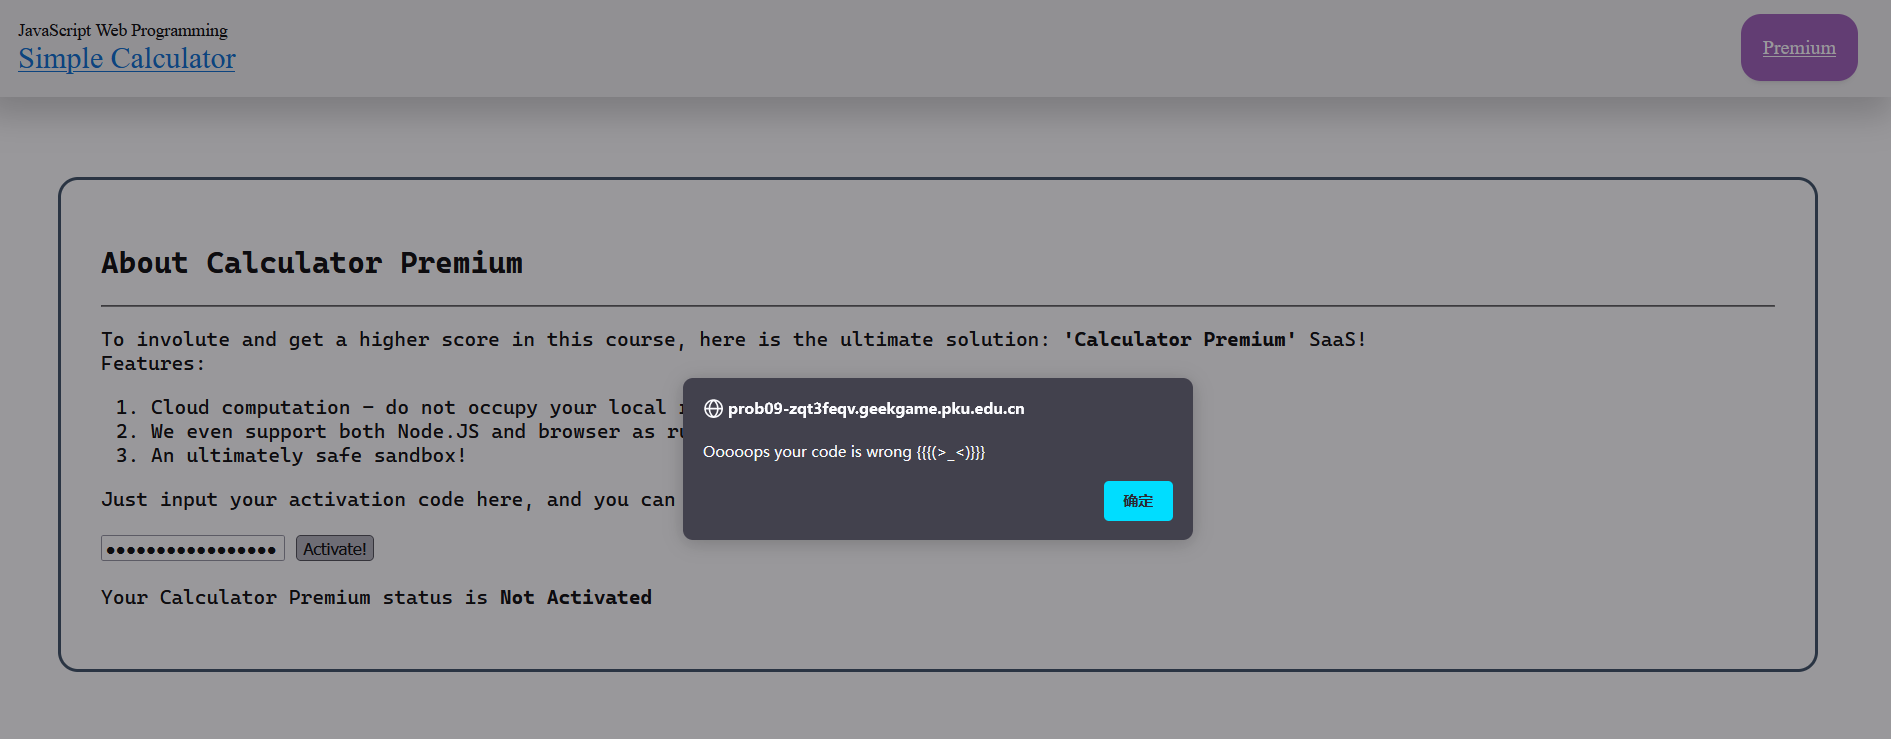 JavaScript Web Programming
Simple Calculator
Premium
About Calculator Premium
To involute and get a higher score in this course, here is the ultimate solution: 'Calculator Premium' SaaS!
Features:
1. Cloud computation – do not occupy your local
2. We even support both Node.JS and browser as
3. An ultimately safe sandbox!
Just input your activation code here, and you can
Activate!
Your Calculator Premium status is Not Activated
prob09-zqt3feqv.geekgame.pku.edu.cn
Ooooops your code is wrong {{{(>_<)}}}
确定